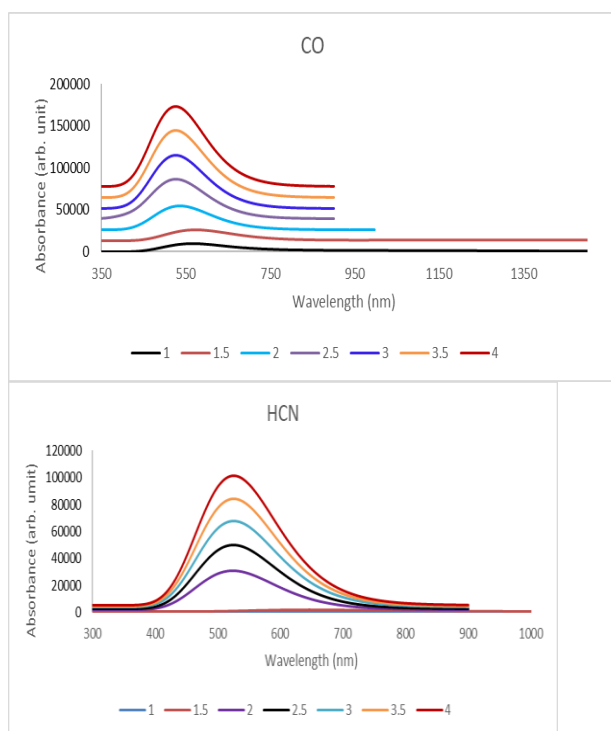 CO
200000
150000
100000
50000
0
Absorbance (arb. unit)
350 550 750 950 1150 1350
Wavelength (nm)
1 1.5 2 2.5 3 3.5 4
HCN
120000
100000
80000
60000
40000
20000
0
Absorbance (arb. umit)
300 400 500 600 700 800 900 1000
Wavelength (nm)
1 1.5 2 2.5 3 3.5 4